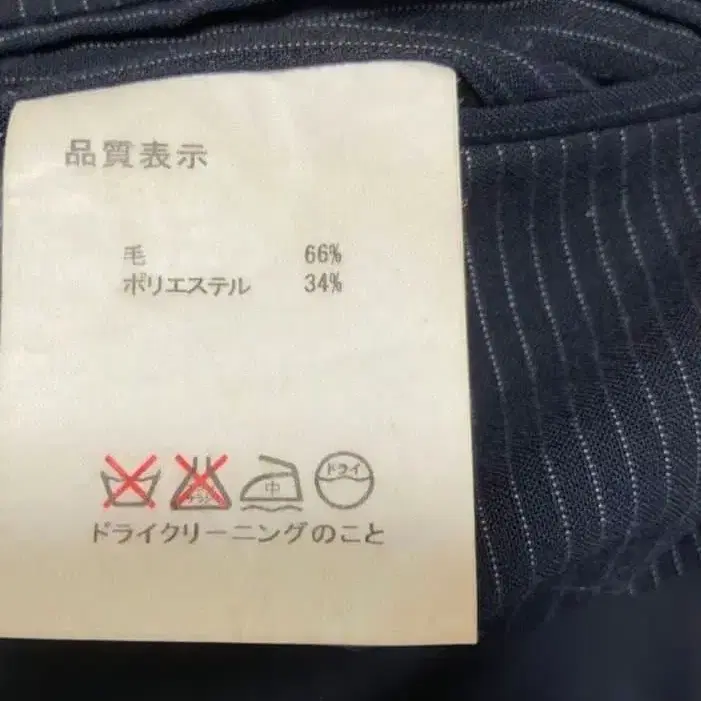 品質表示
毛 66%
ポリエステル 34%
中 ドライ
ドライクリーニングのこと